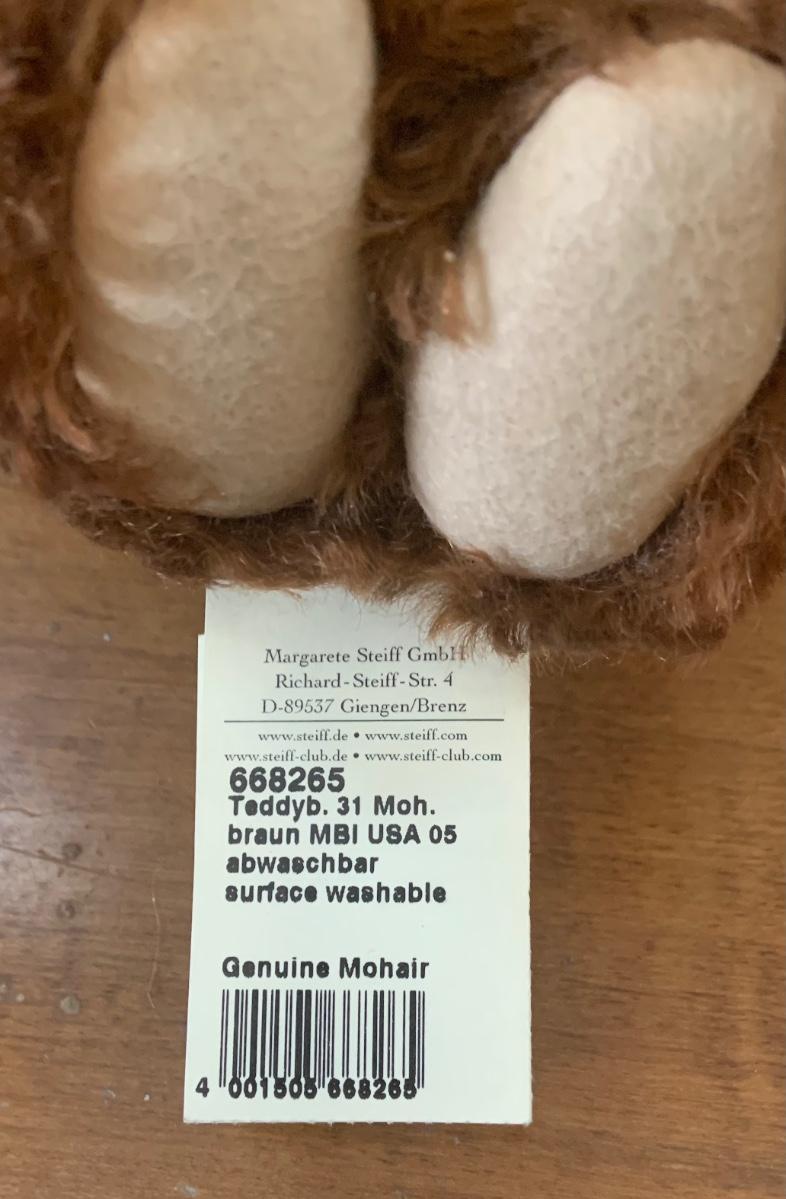 Margarete Steiff GmbH
Richard-Steiff-Str. 4
D-89537 Giengen/Brenz
www.steiff.de • www.steiff.com
www.steiff-club.de • www.steiff-club.com
668265
Teddyb. 31 Moh.
braun MBI USA 05
abwaschbar
surface washable
Genuine Mohair
4 001505 668265